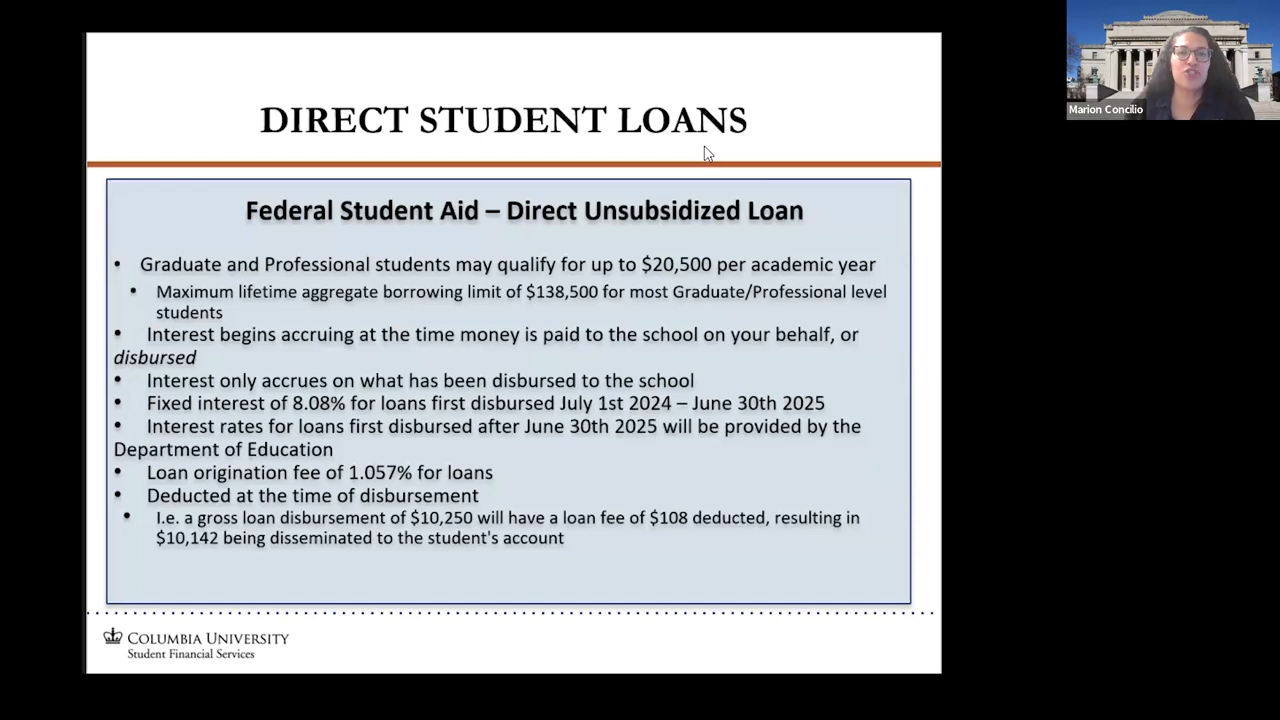 DIRECT STUDENT LOANS
Marion Concilio
Federal Student Aid – Direct Unsubsidized Loan
• Graduate and Professional students may qualify for up to $20,500 per academic year
• Maximum lifetime aggregate borrowing limit of $138,500 for most Graduate/Professional level
students
• Interest begins accruing at the time money is paid to the school on your behalf, or
disbursed
• Interest only accrues on what has been disbursed to the school
• Fixed interest of 8.08% for loans first disbursed July 1st 2024 – June 30th 2025
• Interest rates for loans first disbursed after June 30th 2025 will be provided by the
Department of Education
• Loan origination fee of 1.057% for loans
• Deducted at the time of disbursement
• I.e. a gross loan disbursement of $10,250 will have a loan fee of $108 deducted, resulting in
$10,142 being disseminated to the student's account
COLUMBIA UNIVERSITY
Student Financial Services